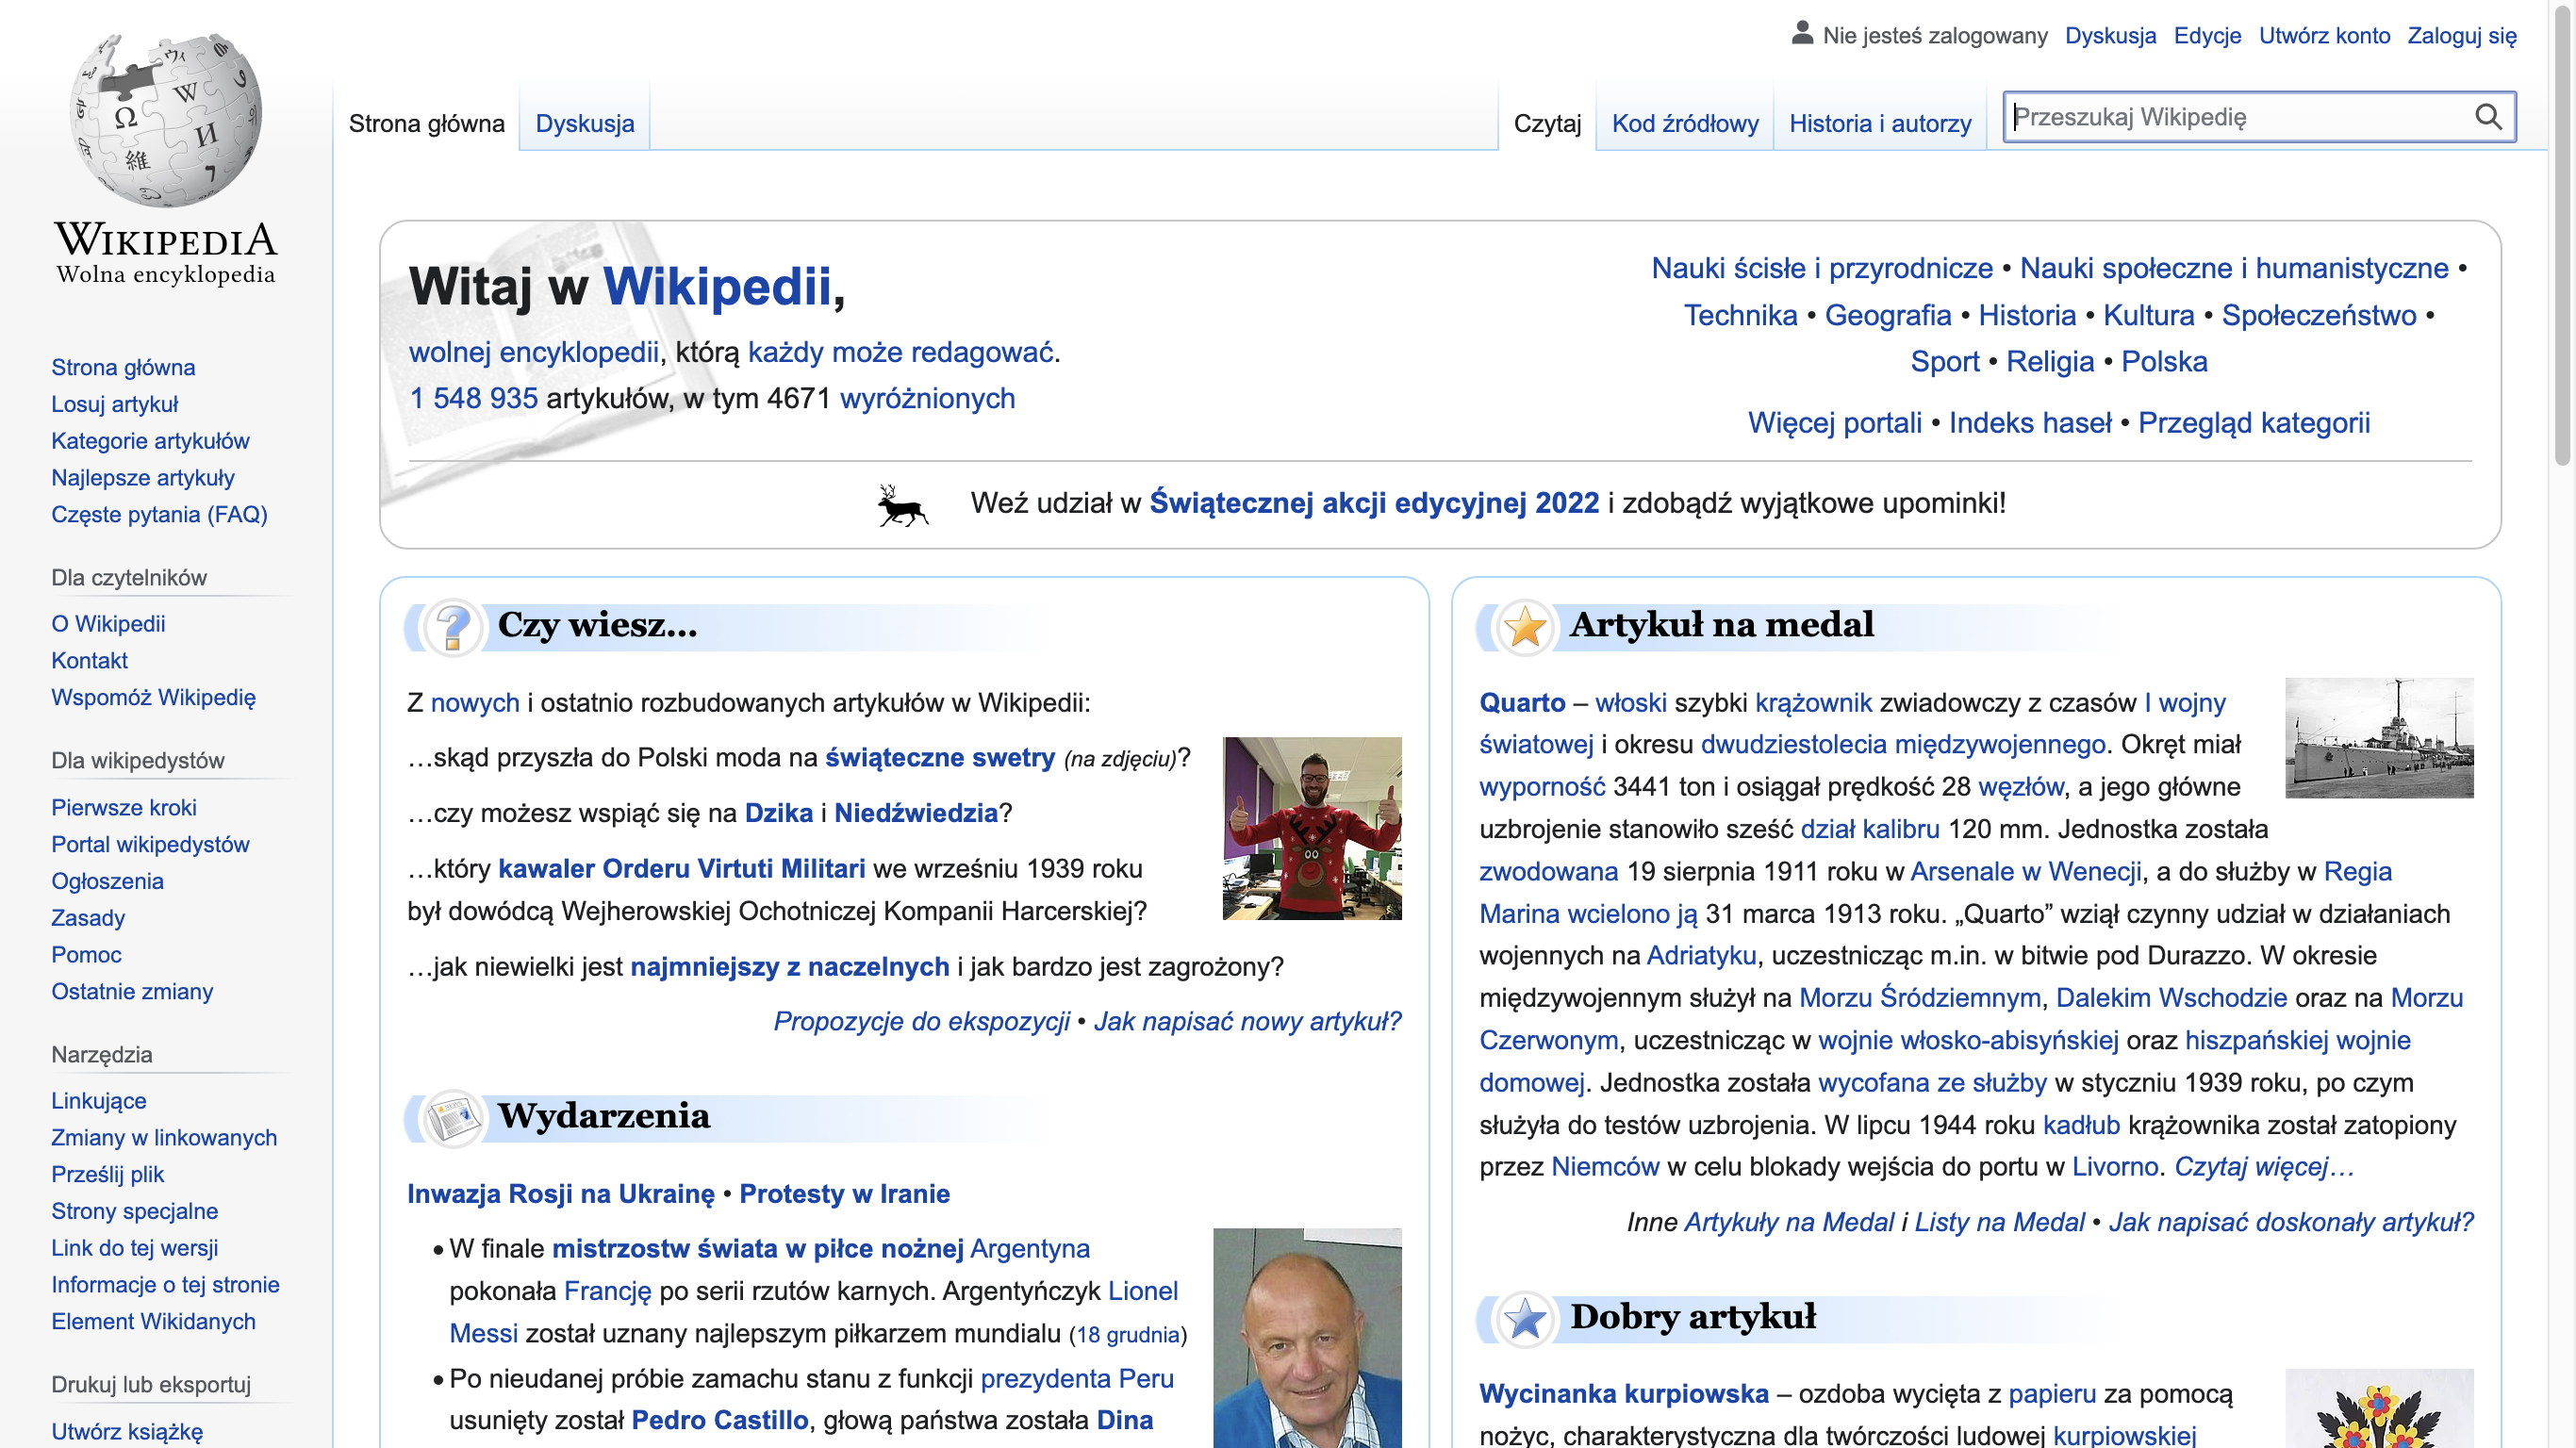 Nie jesteś zalogowany Dyskusja Edycje Utwórz konto Zaloguj się
Strona główna Dyskusja Czytaj Kod źródłowy Historia i autorzy Przeszukaj Wikipedię
WIKIPEDIA
Wolna encyklopedia
Strona główna
Losuj artykuł
Kategorie artykułów
Najlepsze artykuły
Częste pytania (FAQ)
Dla czytelników
O Wikipedii
Kontakt
Wspomóż Wikipedię
Dla wikipedystów
Pierwsze kroki
Portal wikipedystów
Ogłoszenia
Zasady
Pomoc
Ostatnie zmiany
Narzędzia
Linkujące
Zmiany w linkowanych
Prześlij plik
Strony specjalne
Link do tej wersji
Informacje o tej stronie
Element Wikidanych
Drukuj lub eksportuj
Utwórz książkę
Witaj w Wikipedii,
wolnej encyklopedii, którą każdy może redagować.
1 548 935 artykułów, w tym 4671 wyróżnionych
Nauki ścisłe i przyrodnicze • Nauki społeczne i humanistyczne •
Technika • Geografia • Historia • Kultura • Społeczeństwo •
Sport • Religia • Polska
Więcej portali • Indeks haseł • Przegląd kategorii
Weź udział w Świątecznej akcji edycyjnej 2022 i zdobądź wyjątkowe upominki!
Czy wiesz...
Z nowych i ostatnio rozbudowanych artykułów w Wikipedii:
…skąd przyszła do Polski moda na świąteczne swetry (na zdjęciu)?
…czy możesz wspiąć się na Dzika i Niedźwiedzia?
…który kawaler Orderu Virtuti Militari we wrześniu 1939 roku
był dowódcą Wejherowskiej Ochotniczej Kompanii Harcerskiej?
…jak niewielki jest najmniejszy z naczelnych i jak bardzo jest zagrożony?
Propozycje do ekspozycji • Jak napisać nowy artykuł?
Wydarzenia
Inwazja Rosji na Ukrainę • Protesty w Iranie
• W finale mistrzostw świata w piłce nożnej Argentyna
pokonała Francję po serii rzutów karnych. Argentyńczyk Lionel
Messi został uznany najlepszym piłkarzem mundialu (18 grudnia)
• Po nieudanej próbie zamachu stanu z funkcji prezydenta Peru
usunięty został Pedro Castillo, głową państwa została Dina
Artykuł na medal
Quarto – włoski szybki krążownik zwiadowczy z czasów I wojny
światowej i okresu dwudziestolecia międzywojennego. Okręt miał
wyporność 3441 ton i osiągał prędkość 28 węzłów, a jego główne
uzbrojenie stanowiło sześć dział kalibru 120 mm. Jednostka została
zwodowana 19 sierpnia 1911 roku w Arsenale w Wenecji, a do służby w Regia
Marina wcielono ją 31 marca 1913 roku. „Quarto” wziął czynny udział w działaniach
wojennych na Adriatyku, uczestnicząc m.in. w bitwie pod Durazzo. W okresie
międzywojennym służył na Morzu Śródziemnym, Dalekim Wschodzie oraz na Morzu
Czerwonym, uczestnicząc w wojnie włosko-abisyńskiej oraz hiszpańskiej wojnie
domowej. Jednostka została wycofana ze służby w styczniu 1939 roku, po czym
służyła do testów uzbrojenia. W lipcu 1944 roku kadłub krążownika został zatopiony
przez Niemców w celu blokady wejścia do portu w Livorno. Czytaj więcej…
Inne Artykuły na Medal i Listy na Medal • Jak napisać doskonały artykuł?
Dobry artykuł
Wycinanka kurpiowska – ozdoba wycięta z papieru za pomocą
nożyc, charakterystyczna dla twórczości ludowej kurpiowskiej